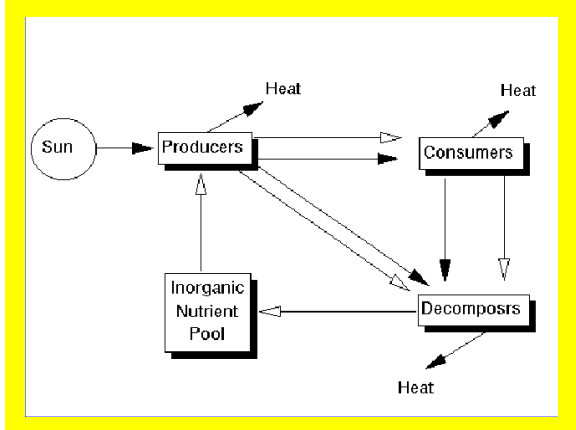 Heat
Heat
Sun
Producers
Consumers
Inorganic
Nutrient
Pool
Decomposrs
Heat